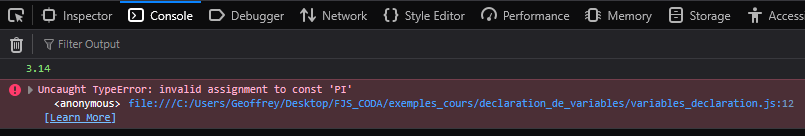 Inspector Console Debugger Network Style Editor Performance Memory Storage Accessi
Filter Output
3.14
Uncaught TypeError: invalid assignment to const 'PI'
<anonymous> file:///C:/Users/Geoffrey/Desktop/FJS_CODA/exemples_cours/declaration_de_variables/variables_declaration.js:12
[Learn More]